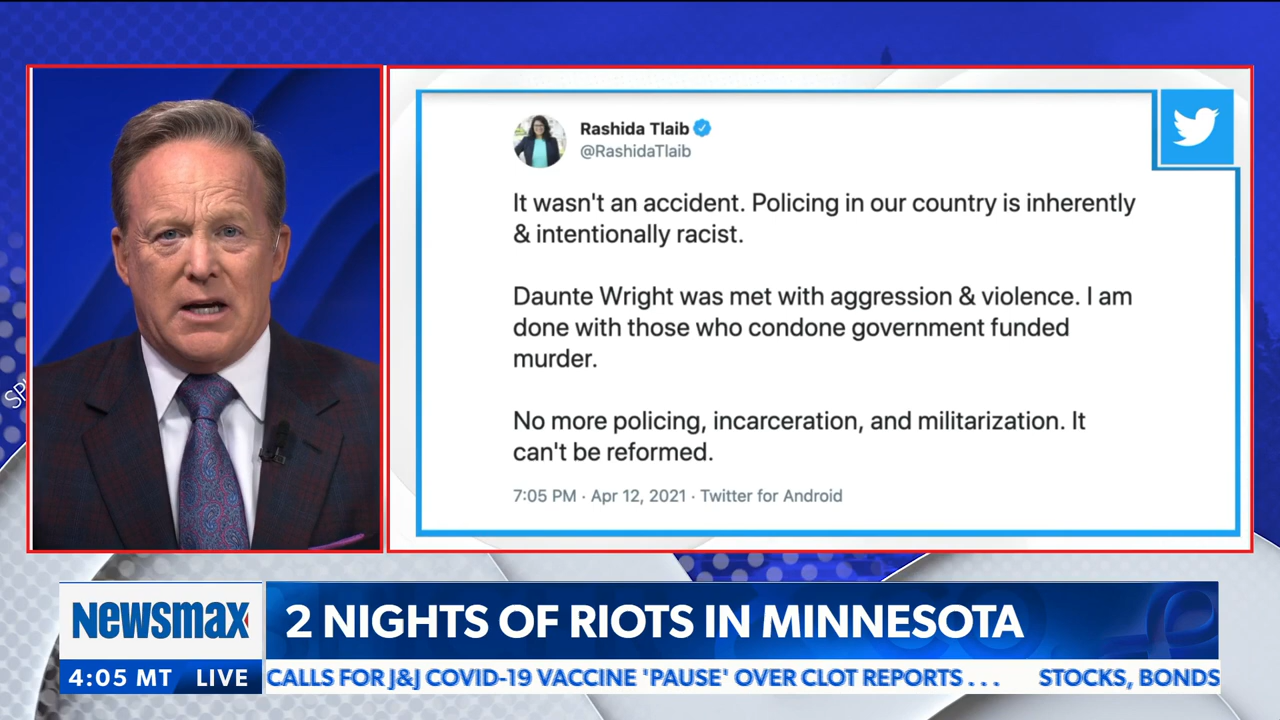 Rashida Tlaib
@RashidaTlaib
It wasn't an accident. Policing in our country is inherently
& intentionally racist.
Daunte Wright was met with aggression & violence. I am
done with those who condone government funded
murder.
No more policing, incarceration, and militarization. It
can't be reformed.
7:05 PM · Apr 12, 2021 · Twitter for Android
SPI
NEWSMAX
2 NIGHTS OF RIOTS IN MINNESOTA
4:05 MT LIVE
CALLS FOR J&J COVID-19 VACCINE 'PAUSE' OVER CLOT REPORTS . . . STOCKS, BONDS